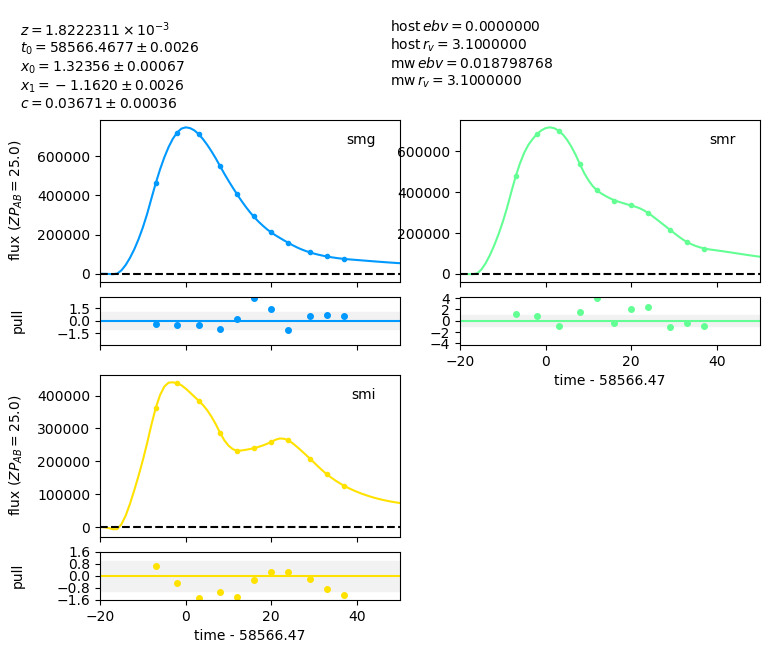 z = 1.8222311 × 10⁻³
t₀ = 58566.4677 ± 0.0026
x₀ = 1.32356 ± 0.00067
x₁ = −1.1620 ± 0.0026
c = 0.03671 ± 0.00036
host ebv = 0.0000000
host r_v = 3.1000000
mw ebv = 0.018798768
mw r_v = 3.1000000
smg
flux (ZP_AB = 25.0)
600000
400000
200000
0
pull
1.5
0.0
−1.5
smr
600000
400000
200000
0
4
2
0
−2
−4
−20 0 20 40
time - 58566.47
smi
flux (ZP_AB = 25.0)
400000
300000
200000
100000
0
pull
1.6
0.8
0.0
−0.8
−1.6
−20 0 20 40
time - 58566.47